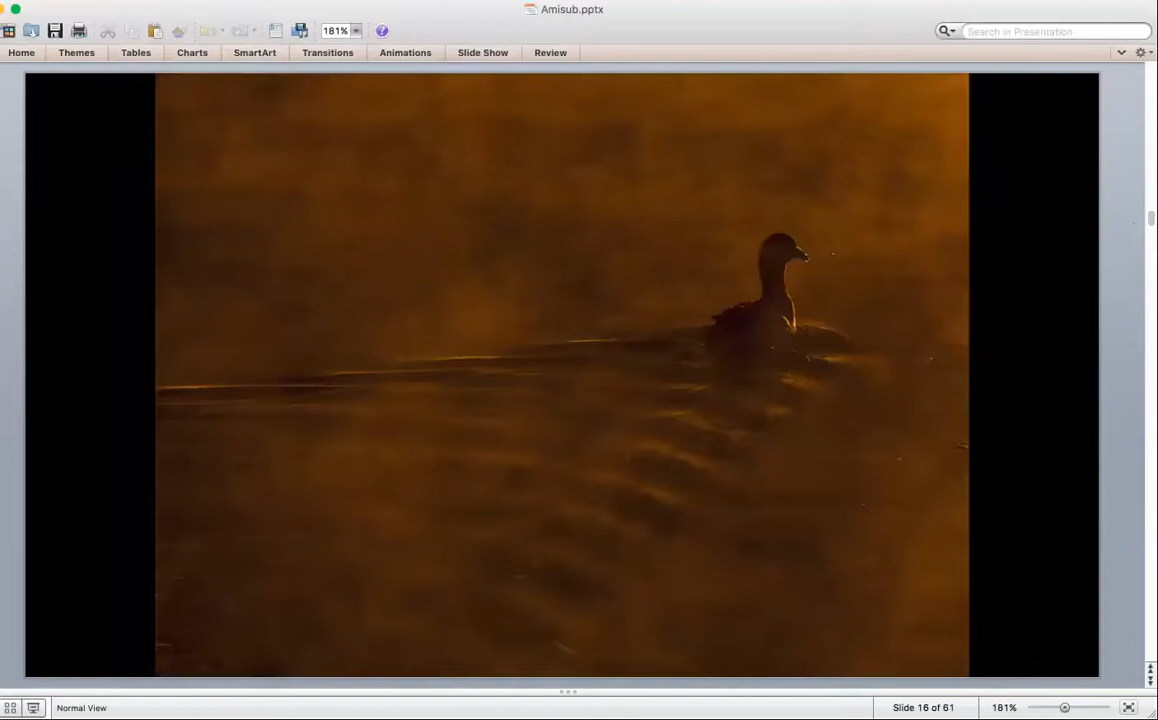 Amisub.pptx
181%
Search in Presentation
Home Themes Tables Charts SmartArt Transitions Animations Slide Show Review
Normal View
Slide 16 of 61
181%